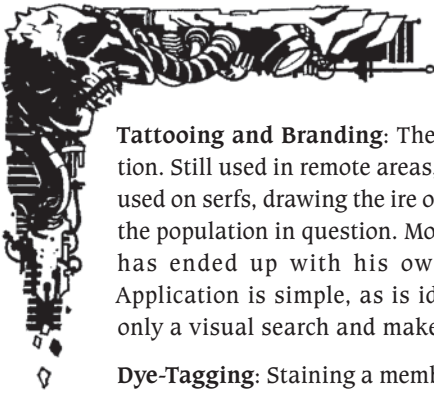 Tattooing and Branding: The
tion. Still used in remote areas,
used on serfs, drawing the ire o
the population in question. Mo
has ended up with his ow
Application is simple, as is id
only a visual search and make
Dye-Tagging: Staining a memb